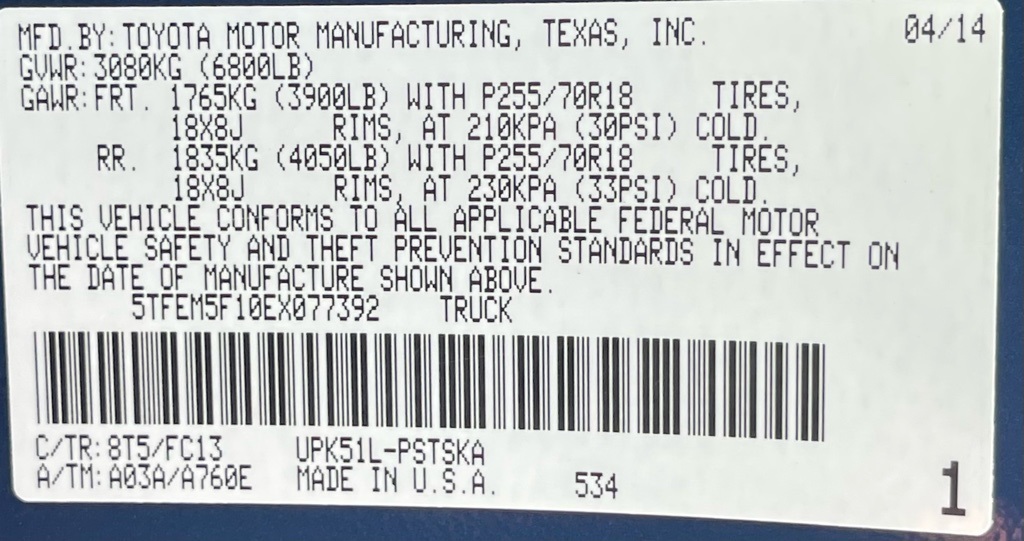 MFD.BY: TOYOTA MOTOR MANUFACTURING, TEXAS, INC. 04/14
GVWR: 3080KG (6800LB)
GAWR: FRT. 1765KG (3900LB) WITH P255/70R18 TIRES,
18X8J RIMS, AT 210KPA (30PSI) COLD.
RR. 1835KG (4050LB) WITH P255/70R18 TIRES,
18X8J RIMS, AT 230KPA (33PSI) COLD.
THIS VEHICLE CONFORMS TO ALL APPLICABLE FEDERAL MOTOR
VEHICLE SAFETY AND THEFT PREVENTION STANDARDS IN EFFECT ON
THE DATE OF MANUFACTURE SHOWN ABOVE.
5TFEM5F10EX077392 TRUCK
C/TR: 8T5/FC13 UPK51L-PSTSKA
A/TM: A03A/A760E MADE IN U.S.A. 534 1